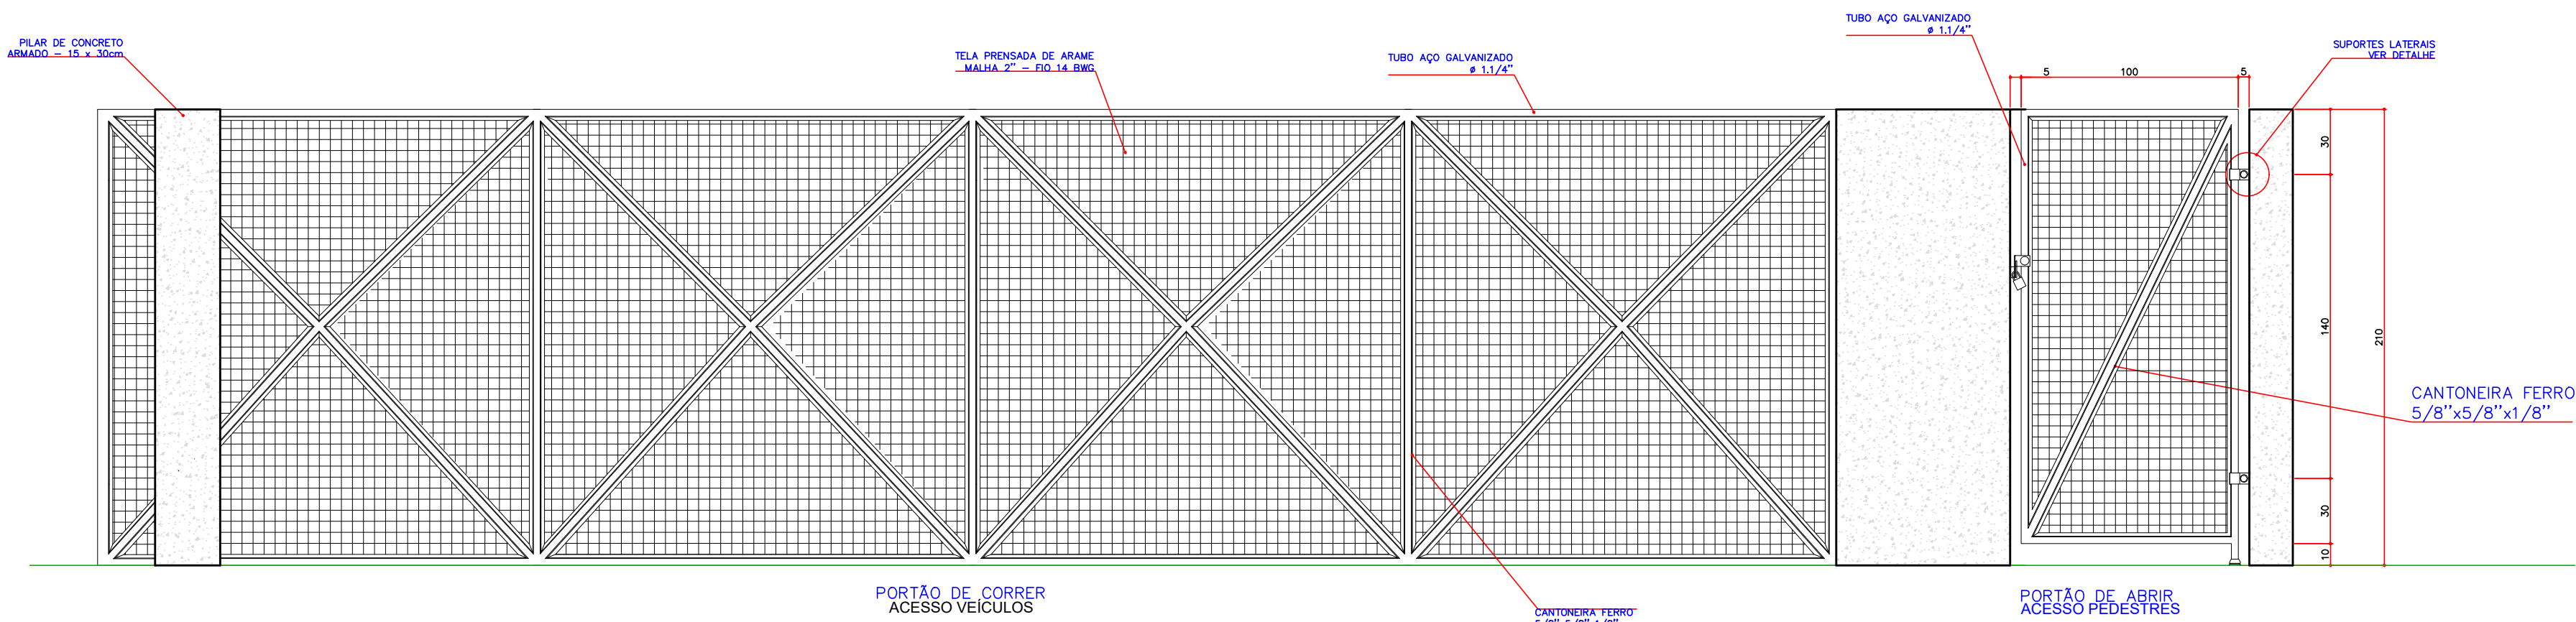 PILAR DE CONCRETO
ARMADO – 15 x 30cm
TELA PRENSADA DE ARAME
MALHA 2'' – FIO 14 BWG
TUBO AÇO GALVANIZADO
ø 1.1/4''
TUBO AÇO GALVANIZADO
ø 1.1/4''
SUPORTES LATERAIS
VER DETALHE
5
100
5
30
140
210
30
10
CANTONEIRA FERRO
5/8''x5/8''x1/8''
PORTÃO DE CORRER
ACESSO VEÍCULOS
CANTONEIRA FERRO
PORTÃO DE ABRIR
ACESSO PEDESTRES